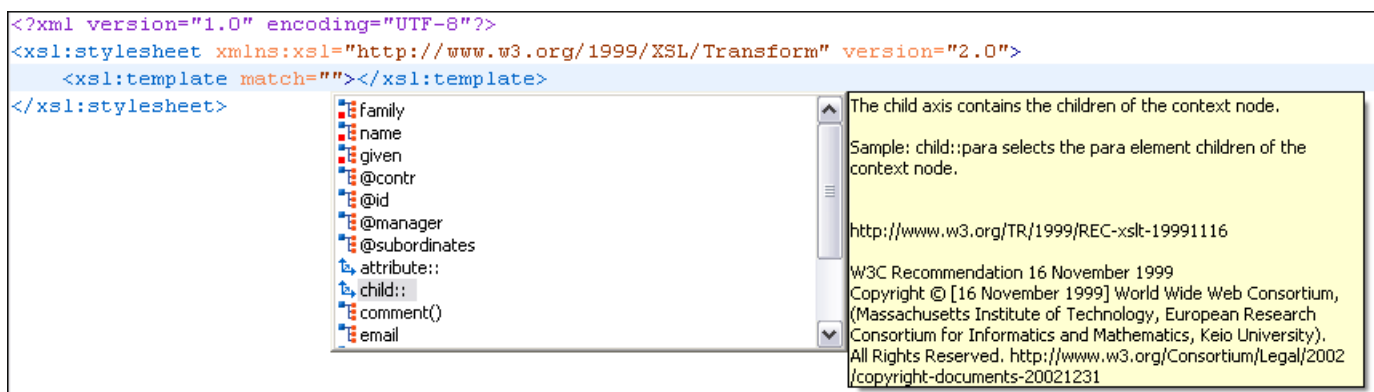 <?xml version="1.0" encoding="UTF-8"?>
<xsl:stylesheet xmlns:xsl="http://www.w3.org/1999/XSL/Transform" version="2.0">
<xsl:template match=""></xsl:template>
</xsl:stylesheet>
family
name
given
@contr
@id
@manager
@subordinates
attribute::
child::
comment()
email
The child axis contains the children of the context node.
Sample: child::para selects the para element children of the
context node.
http://www.w3.org/TR/1999/REC-xslt-19991116
W3C Recommendation 16 November 1999
Copyright © [16 November 1999] World Wide Web Consortium,
(Massachusetts Institute of Technology, European Research
Consortium for Informatics and Mathematics, Keio University).
All Rights Reserved. http://www.w3.org/Consortium/Legal/2002
/copyright-documents-20021231